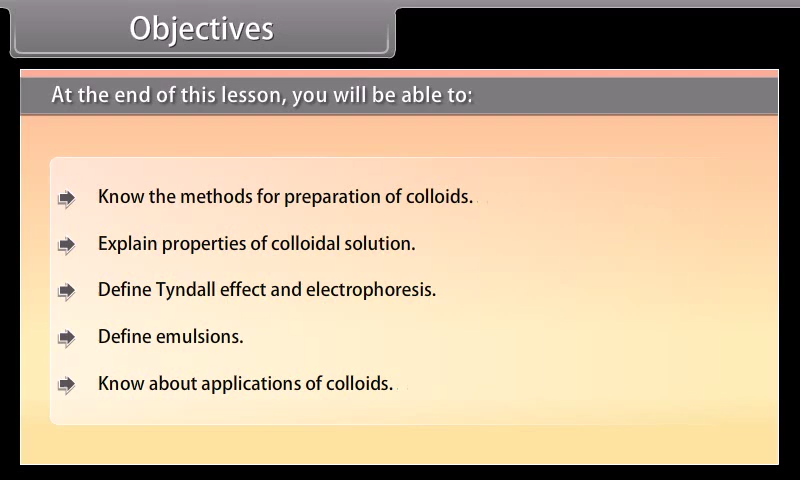 Objectives
At the end of this lesson, you will be able to:
Know the methods for preparation of colloids.
Explain properties of colloidal solution.
Define Tyndall effect and electrophoresis.
Define emulsions.
Know about applications of colloids.